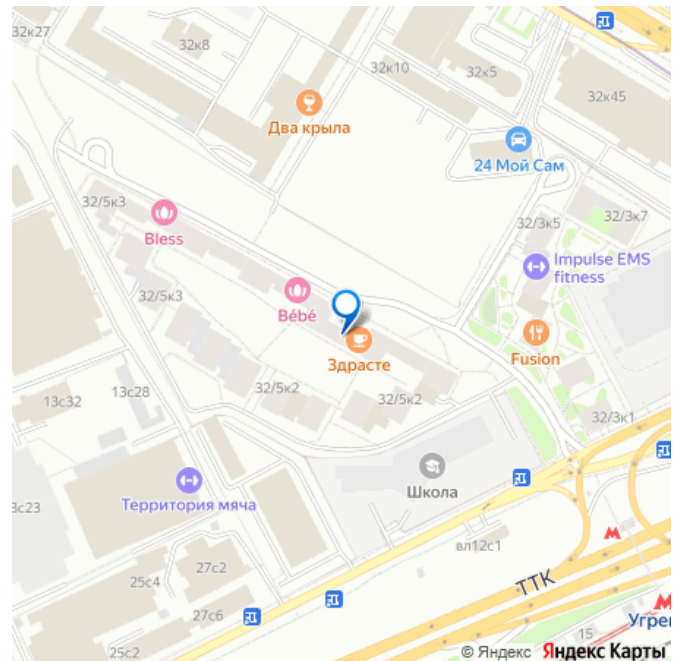 32к27
32к8
32к10
32к5
32к45
Два крыла
24 Мой Сам
32/5к3
Bless
32/3к5
32/3к7
Impulse EMS
fitness
32/5к3
Bébé
Здрасте
Fusion
13с32
13с28
32/5к2
32/5к2
32/3к1
Школа
Территория мяча
вл12с1
27с2
25с4
27с6
25с2
ТТК
15
© Яндекс Яндекс Карты